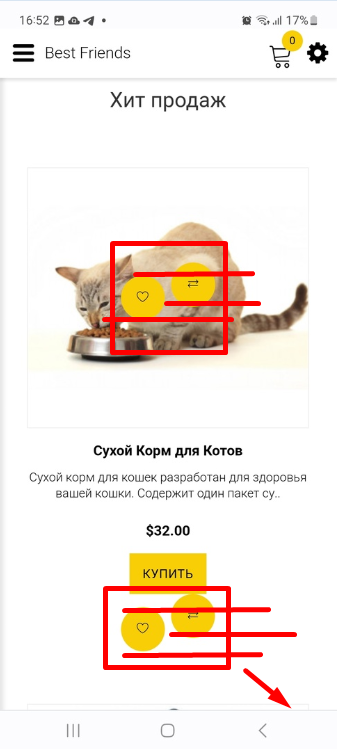 16:52 17%
Best Friends 0
Хит продаж
Сухой Корм для Котов
Сухой корм для кошек разработан для здоровья
вашей кошки. Содержит один пакет су..
$32.00
КУПИТЬ